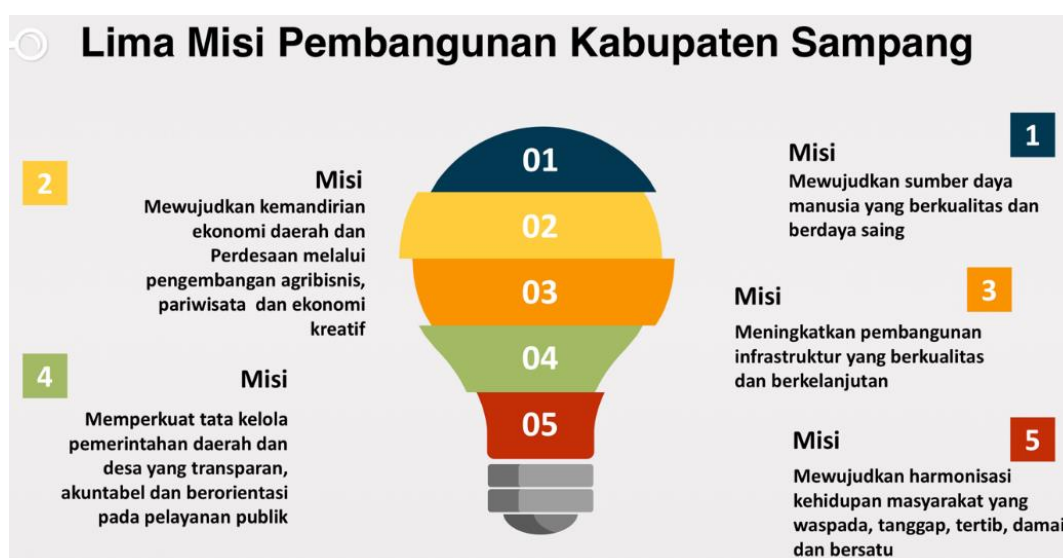 Lima Misi Pembangunan Kabupaten Sampang
1
Misi
Mewujudkan sumber daya
manusia yang berkualitas dan
berdaya saing
2
Misi
Mewujudkan kemandirian
ekonomi daerah dan
Perdesaan melalui
pengembangan agribisnis,
pariwisata dan ekonomi
kreatif
3
Misi
Meningkatkan pembangunan
infrastruktur yang berkualitas
dan berkelanjutan
4
Misi
Memperkuat tata kelola
pemerintahan daerah dan
desa yang transparan,
akuntabel dan berorientasi
pada pelayanan publik
5
Misi
Mewujudkan harmonisasi
kehidupan masyarakat yang
waspada, tanggap, tertib, damai
dan bersatu
01
02
03
04
05